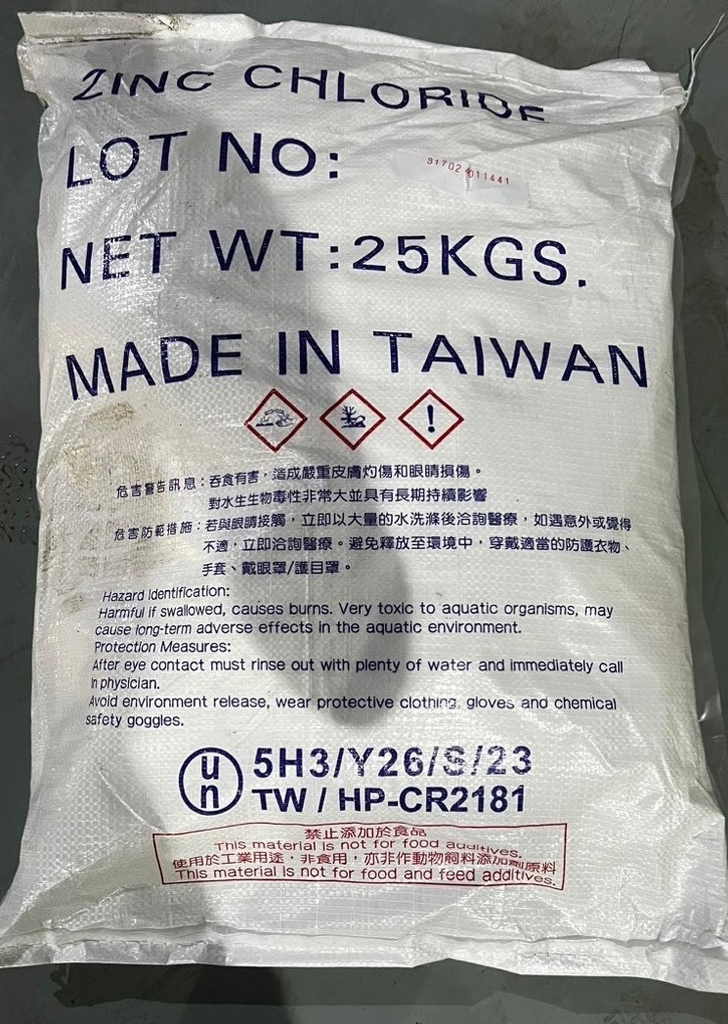 ZINC CHLORIDE
LOT NO: 31702 011441
NET WT:25KGS.
MADE IN TAIWAN
危害警告訊息：吞食有害，造成嚴重皮膚灼傷和眼睛損傷。
對水生生物毒性非常大並具有長期持續影響
危害防範措施：若與眼睛接觸，立即以大量的水洗滌後洽詢醫療，如遇意外或覺得
不適，立即洽詢醫療。避免釋放至環境中，穿戴適當的防護衣物、
手套、戴眼罩/護目罩。
Hazard Identification:
Harmful if swallowed, causes burns. Very toxic to aquatic organisms, may
cause long-term adverse effects in the aquatic environment.
Protection Measures:
After eye contact must rinse out with plenty of water and immediately call
In physician.
Avoid environment release, wear protective clothing, gloves and chemical
safety goggles.
un 5H3/Y26/S/23
TW / HP-CR2181
禁止添加於食品
This material is not for food additives.
使用於工業用途，非食用，亦非作動物飼料添加劑原料
This material is not for food and feed additives.